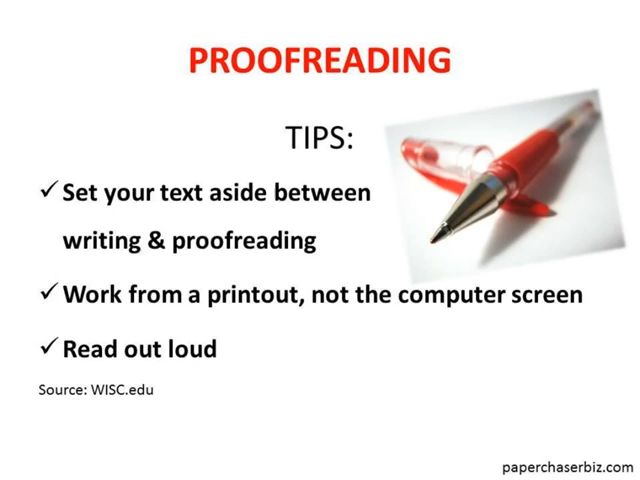 PROOFREADING
TIPS:
✓ Set your text aside between
writing & proofreading
✓ Work from a printout, not the computer screen
✓ Read out loud
Source: WISC.edu
paperchaserbiz.com